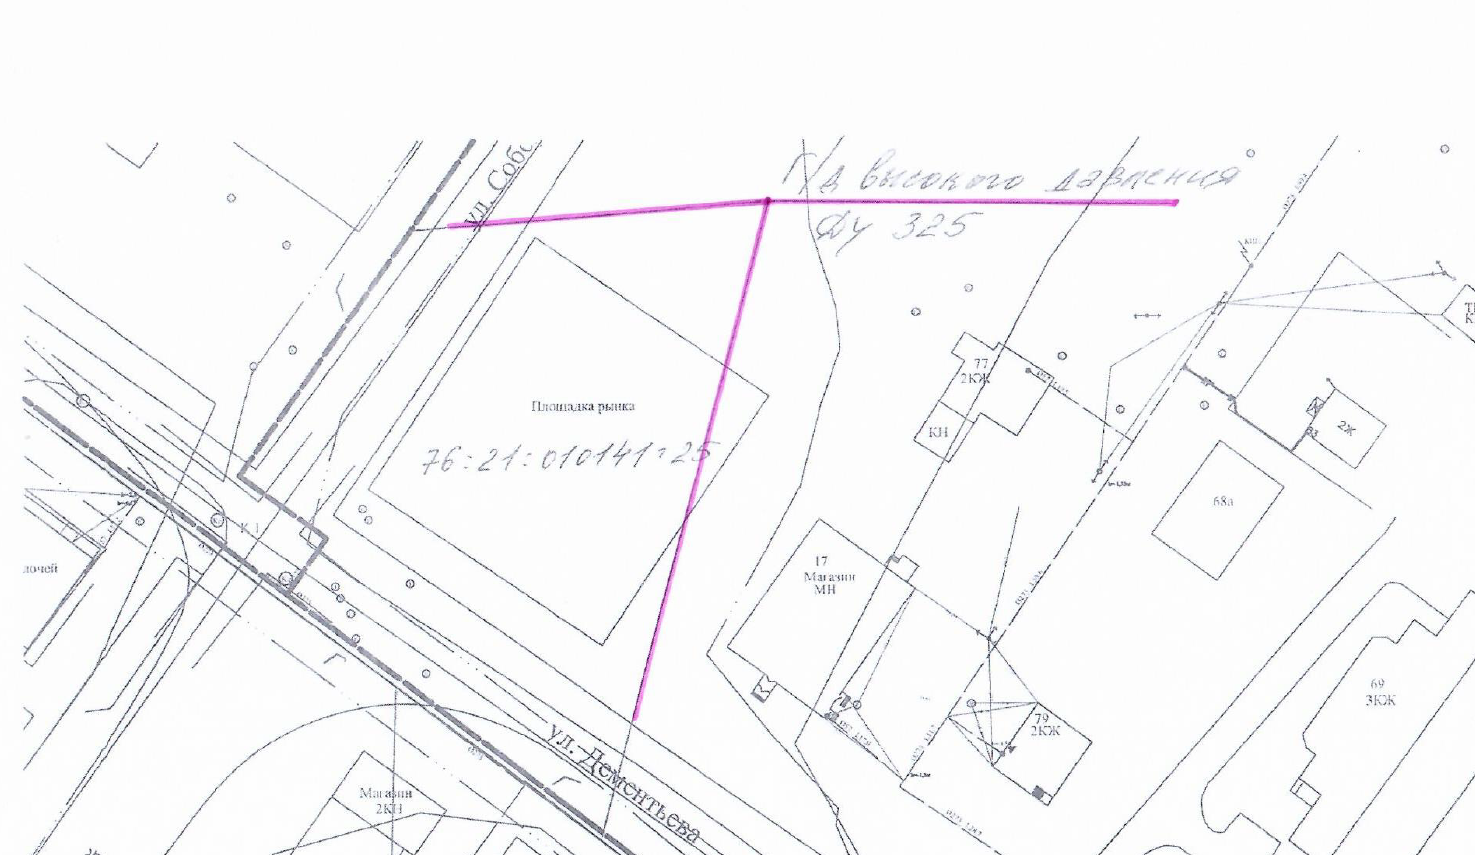 ул. Собо
Г/д высокого давления
Ду 325
Площадка рынка
76:21:010141:25
77
2КЖ
КН
2Ж
68а
17
Магазин
МН
69
3КЖ
79
2КЖ
К 1
лочей
ул. Дементьева
Магазин
2КН